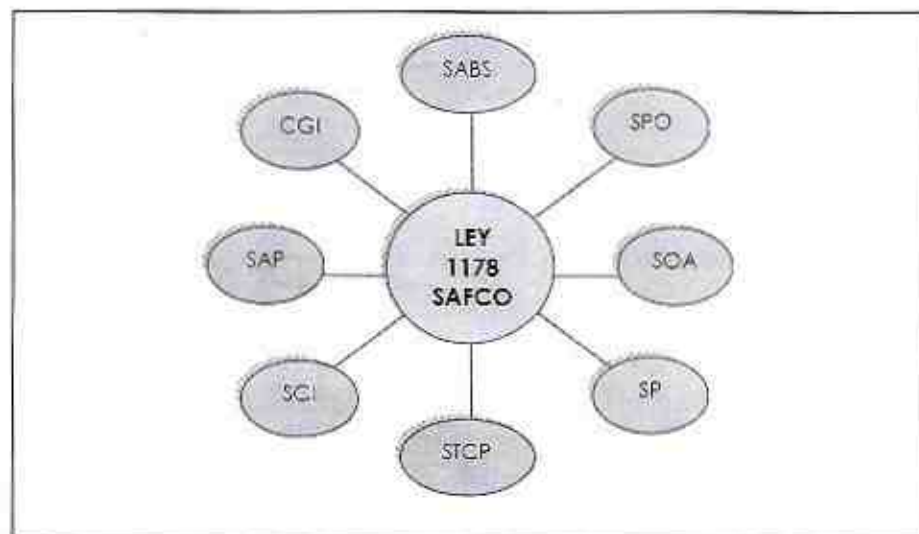 SABS
CGI
SPO
LEY
1178
SAFCO
SAP
SOA
SCI
SP
STCP